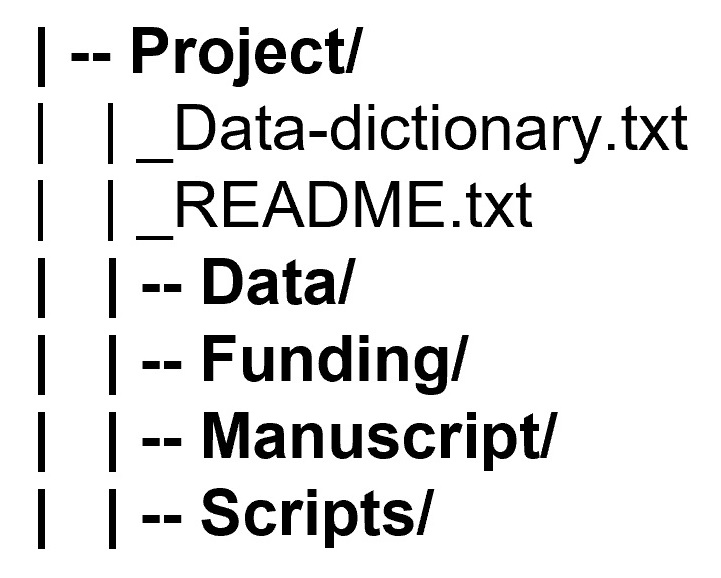 | -- Project/
|   | _Data-dictionary.txt
|   | _README.txt
|   | -- Data/
|   | -- Funding/
|   | -- Manuscript/
|   | -- Scripts/